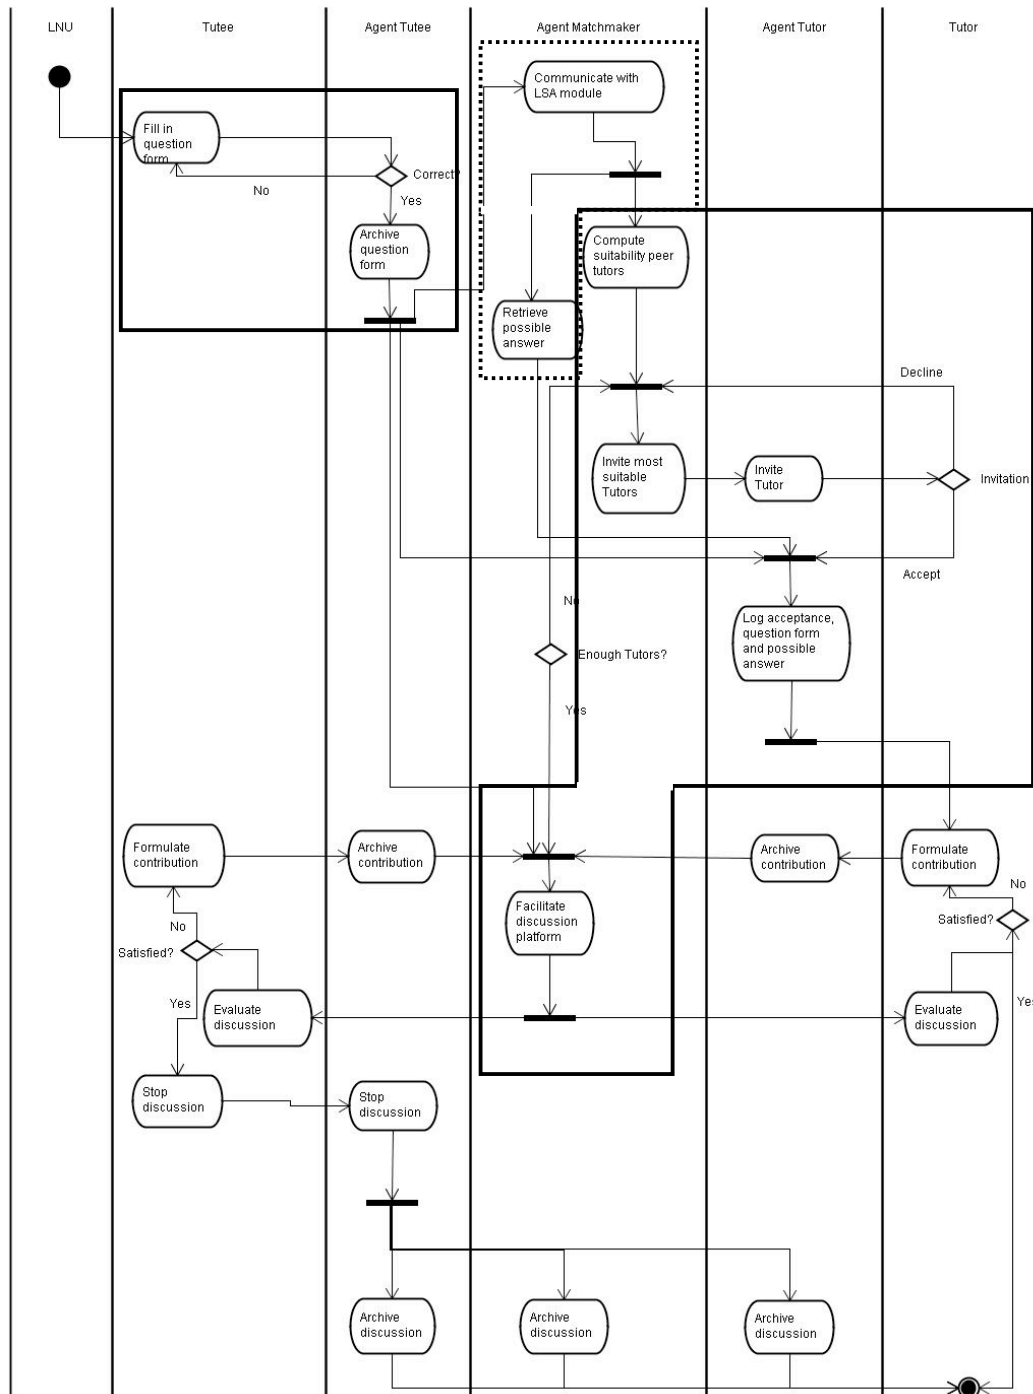 LNU
Tutee
Agent Tutee
Agent Matchmaker
Agent Tutor
Tutor
Communicate with
LSA module
Fill in
question
form
Correct?
No
Yes
Archive
question
form
Compute
suitability peer
tutors
Retrieve
possible
answer
Decline
Invite most
suitable
Tutors
Invite
Tutor
Invitation
Accept
No
Log acceptance,
question form
and possible
answer
Enough Tutors?
Yes
Formulate
contribution
Archive
contribution
Archive
contribution
Formulate
contribution
No
Facilitate
discussion
platform
Satisfied?
No
Satisfied?
Yes
Evaluate
discussion
Evaluate
discussion
Yes
Stop
discussion
Stop
discussion
Archive
discussion
Archive
discussion
Archive
discussion